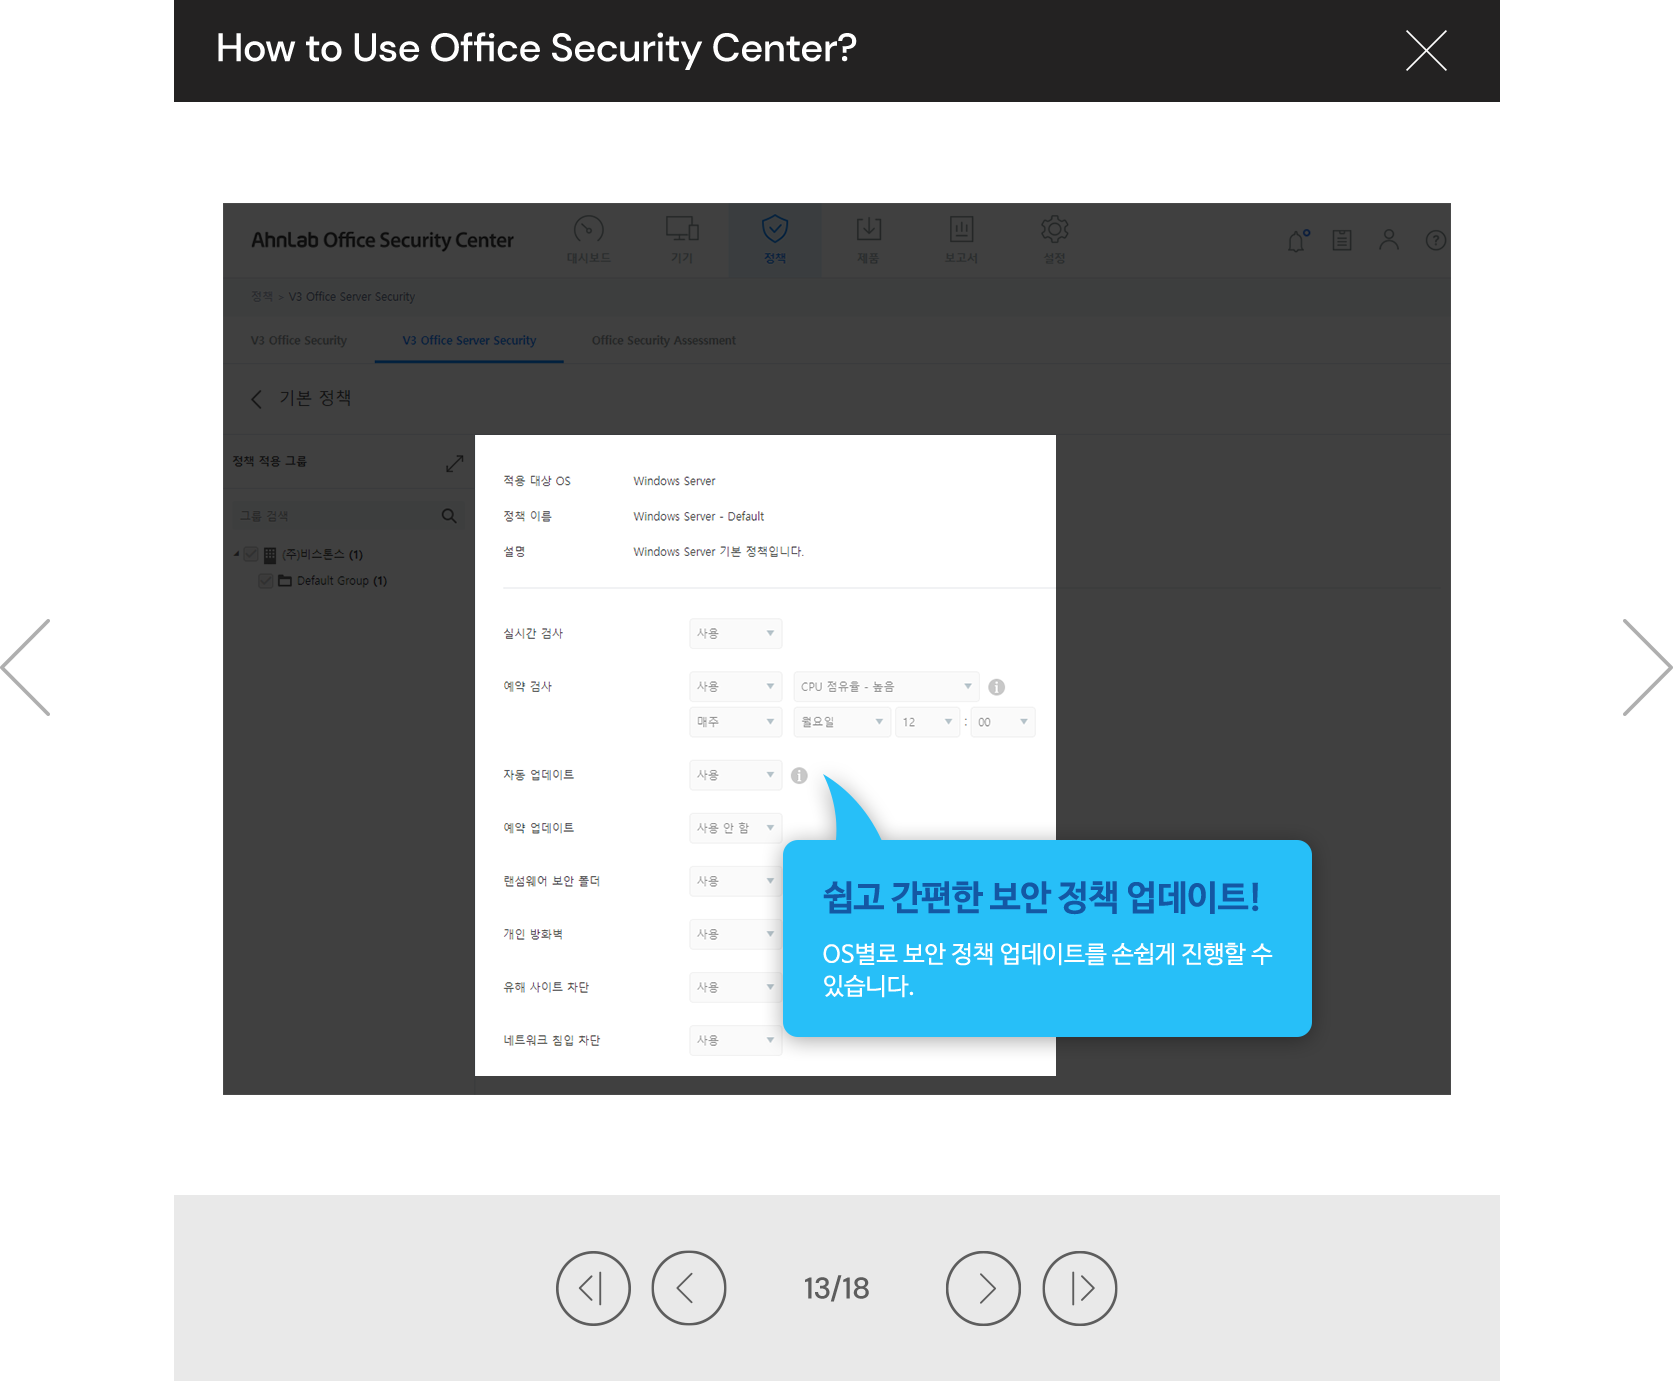 How to Use Office Security Center?
AhnLab Office Security Center
대시보드
기기
정책
제품
보고서
설정
정책 > V3 Office Server Security
V3 Office Security
V3 Office Server Security
Office Security Assessment
기본 정책
정책 적용 그룹
그룹 검색
(주)비스톤스 (1)
Default Group (1)
적용 대상 OS Windows Server
정책 이름 Windows Server - Default
설명 Windows Server 기본 정책입니다.
실시간 검사 사용
예약 검사 사용 CPU 점유율 - 높음
매주 월요일 12 : 00
자동 업데이트 사용
예약 업데이트 사용 안 함
랜섬웨어 보안 폴더 사용
개인 방화벽 사용
유해 사이트 차단 사용
네트워크 침입 차단 사용
쉽고 간편한 보안 정책 업데이트!
OS별로 보안 정책 업데이트를 손쉽게 진행할 수
있습니다.
13/18